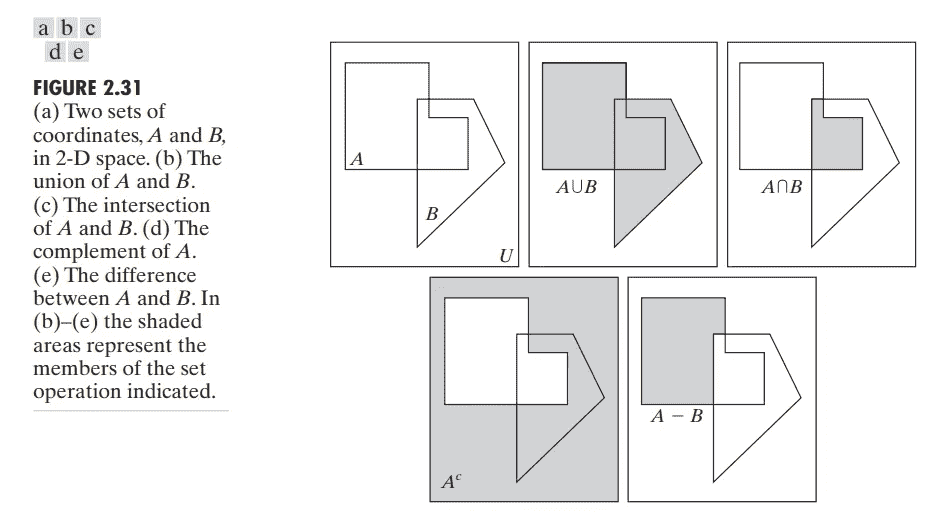 a b c
d e
FIGURE 2.31
(a) Two sets of
coordinates, A and B,
in 2-D space. (b) The
union of A and B.
(c) The intersection
of A and B. (d) The
complement of A.
(e) The difference
between A and B. In
(b)–(e) the shaded
areas represent the
members of the set
operation indicated.
A
B
U
A∪B
A∩B
Aᶜ
A − B